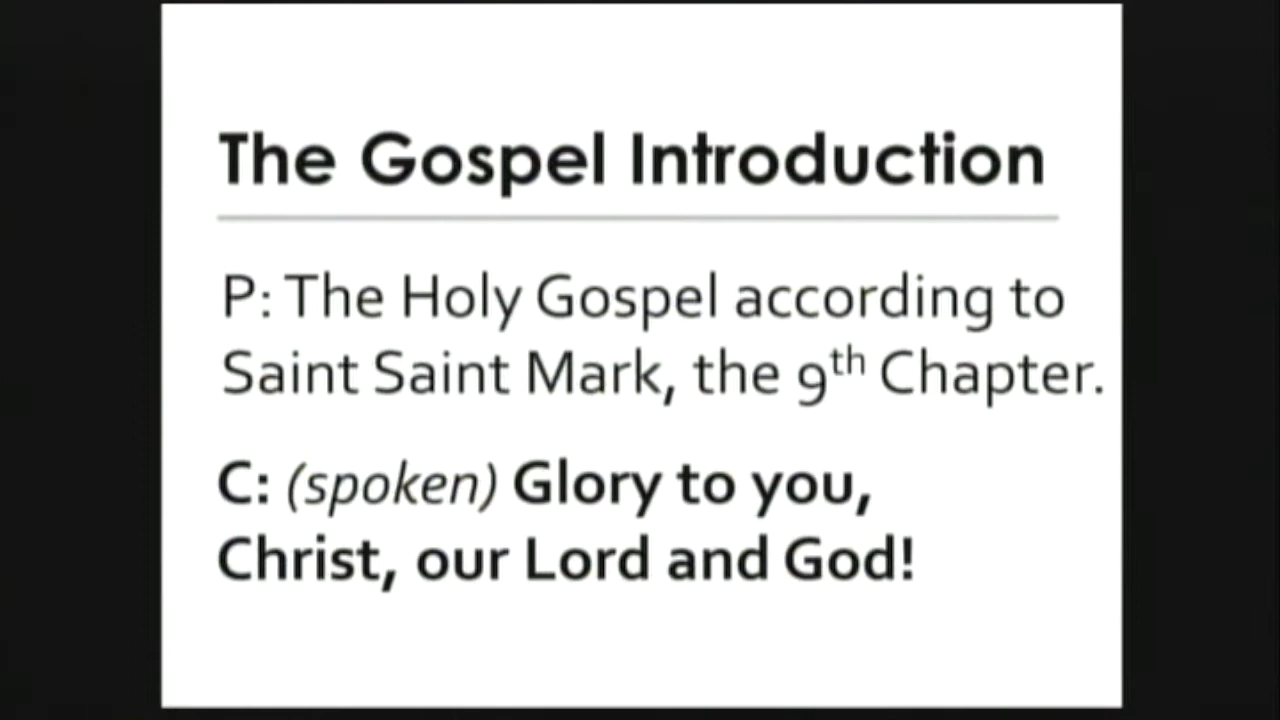 The Gospel Introduction
P: The Holy Gospel according to
Saint Saint Mark, the 9th Chapter.
C: (spoken) Glory to you,
Christ, our Lord and God!